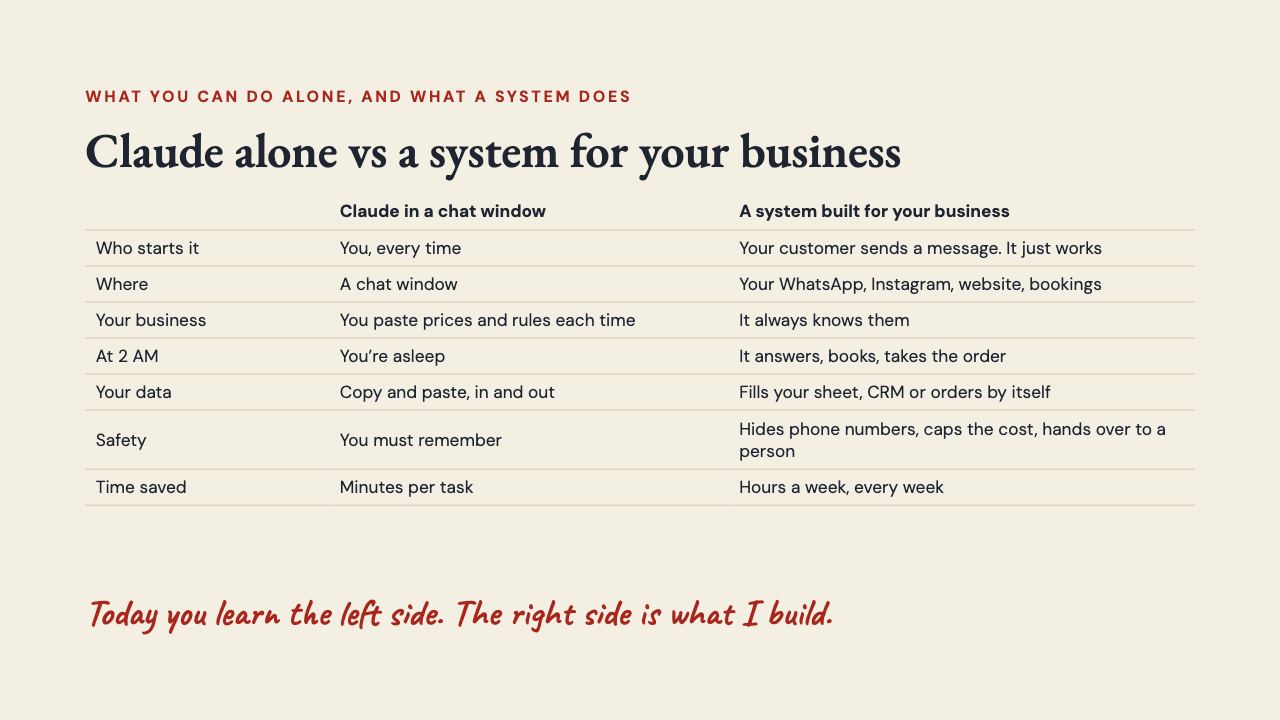 WHAT YOU CAN DO ALONE, AND WHAT A SYSTEM DOES
Claude alone vs a system for your business
Claude in a chat window A system built for your business
Who starts it You, every time Your customer sends a message. It just works
Where A chat window Your WhatsApp, Instagram, website, bookings
Your business You paste prices and rules each time It always knows them
At 2 AM You’re asleep It answers, books, takes the order
Your data Copy and paste, in and out Fills your sheet, CRM or orders by itself
Safety You must remember Hides phone numbers, caps the cost, hands over to a
person
Time saved Minutes per task Hours a week, every week
Today you learn the left side. The right side is what I build.